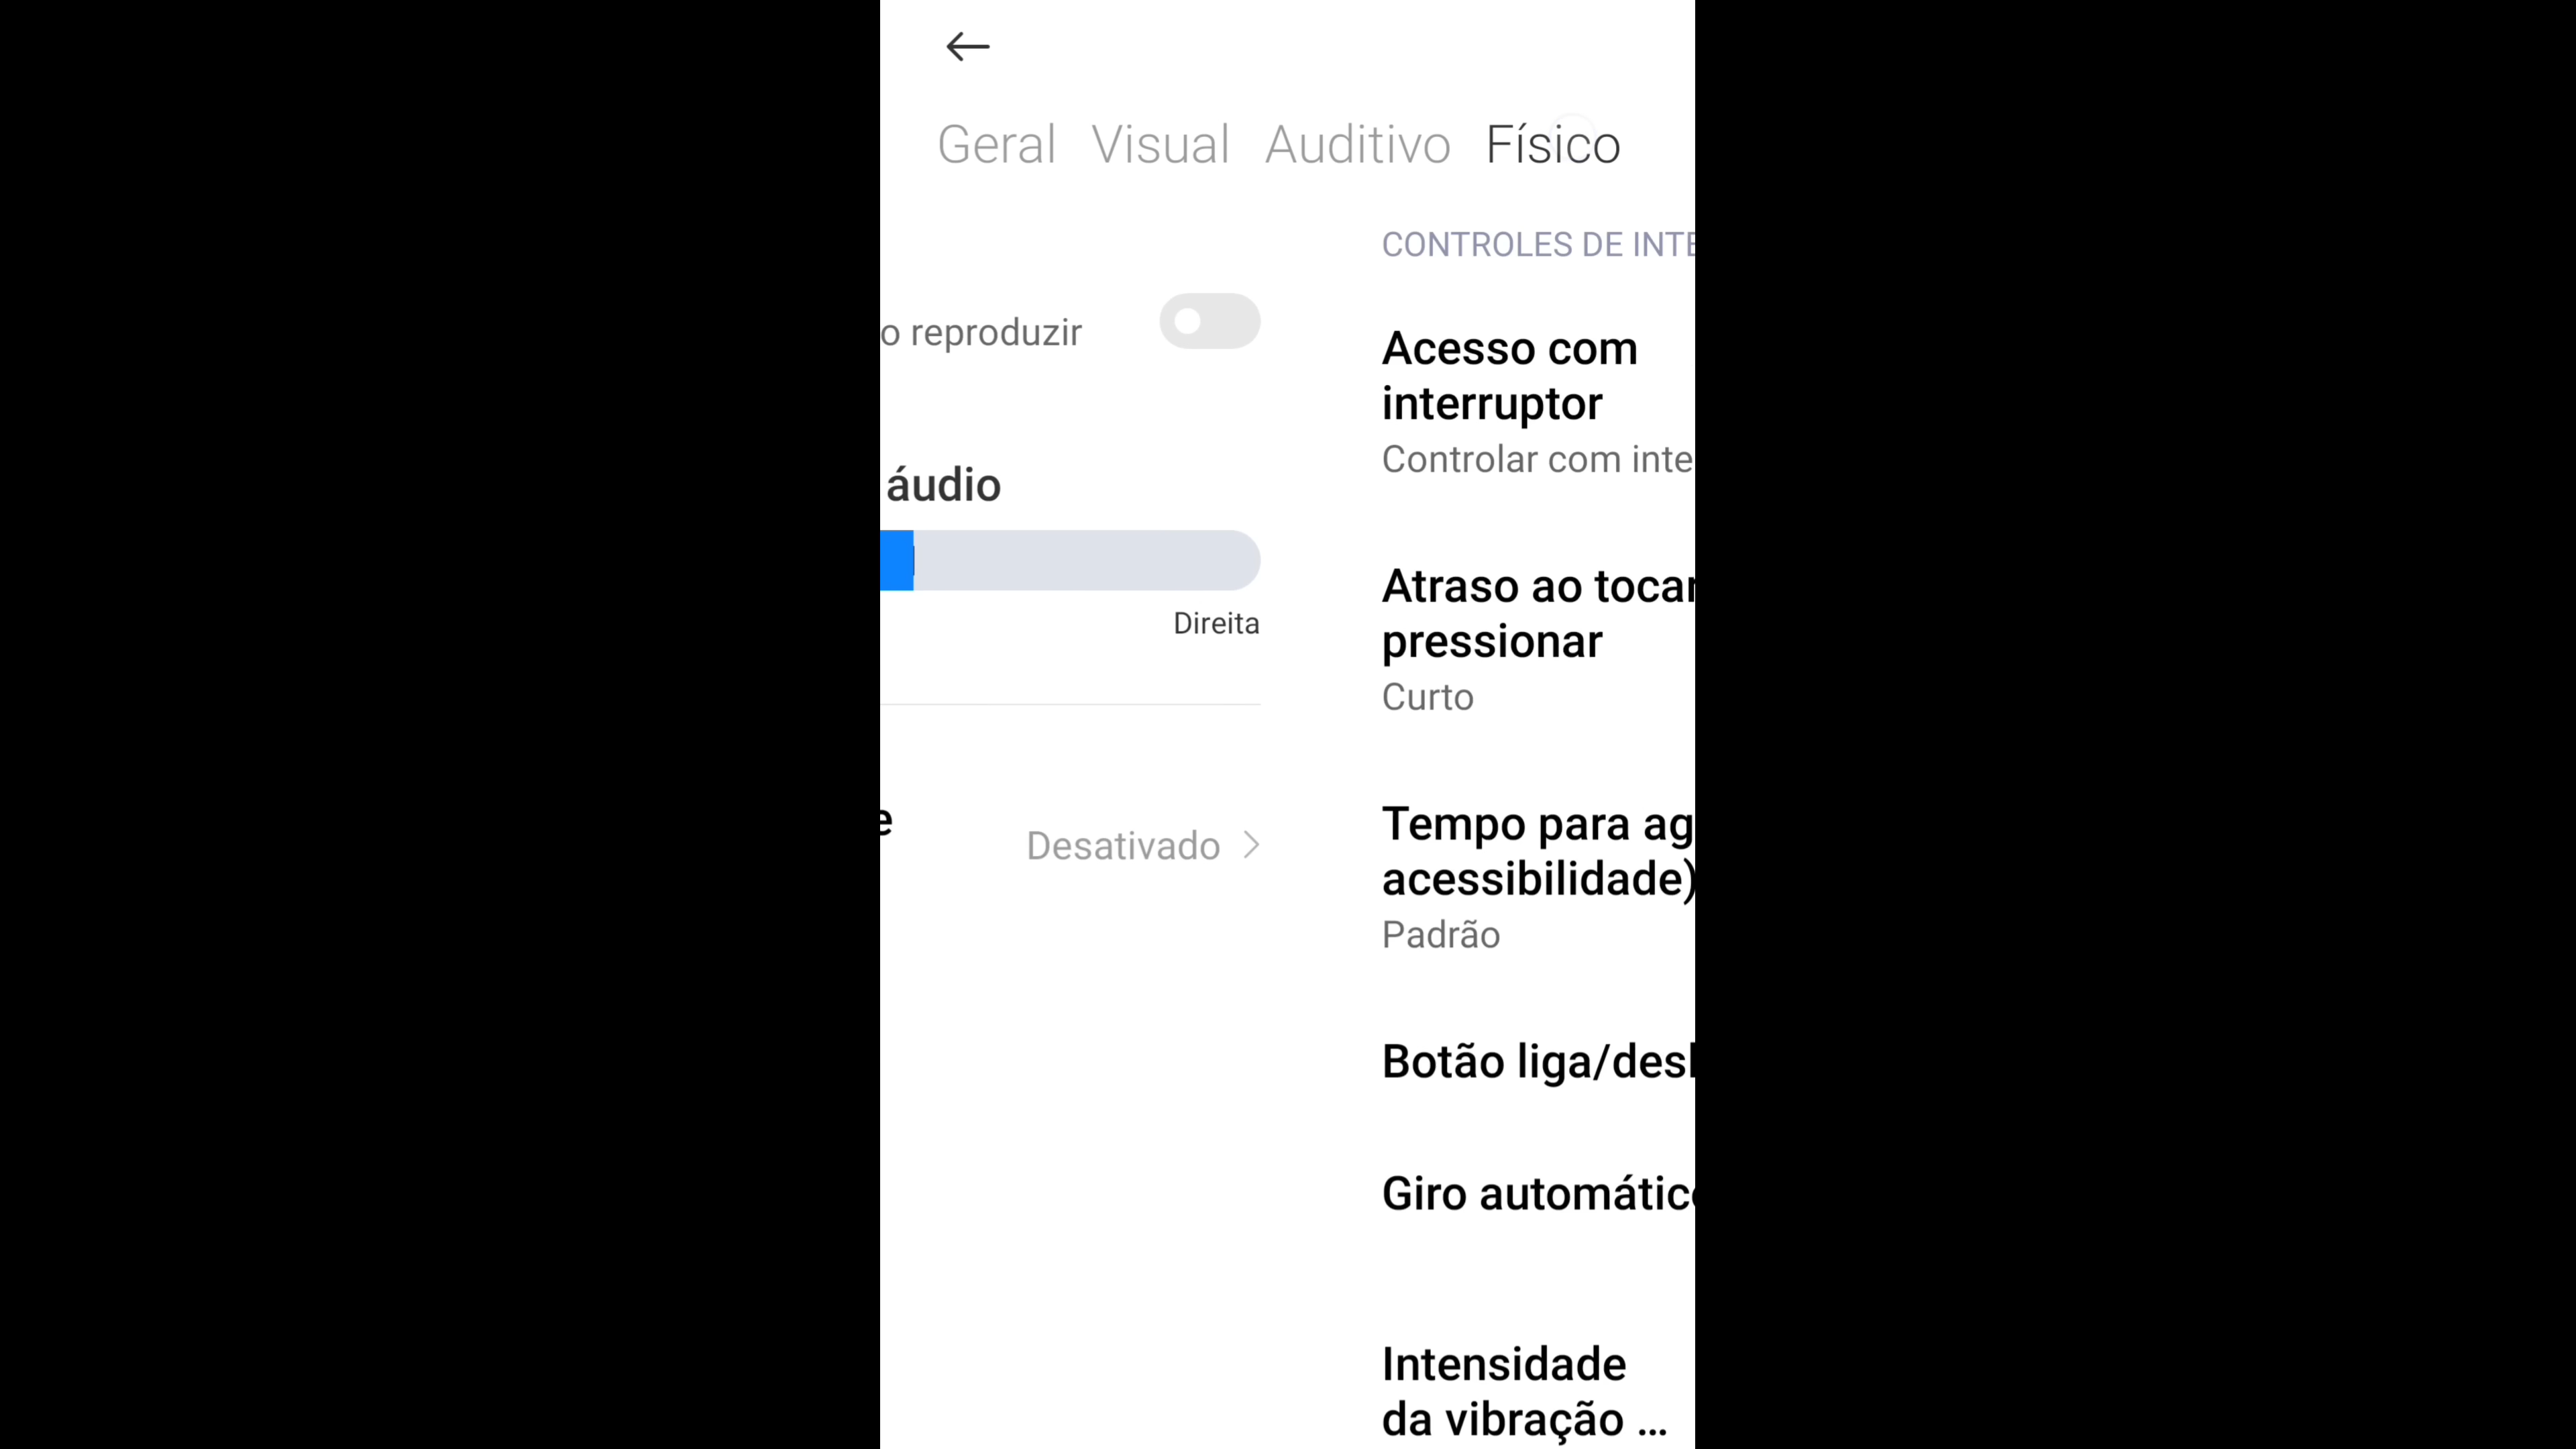 Geral Visual Auditivo Físico
o reproduzir
áudio
Direita
e
Desativado
CONTROLES DE INTE
Acesso com
interruptor
Controlar com inte
Atraso ao tocar
pressionar
Curto
Tempo para ag
acessibilidade)
Padrão
Botão liga/desl
Giro automático
Intensidade
da vibração ...